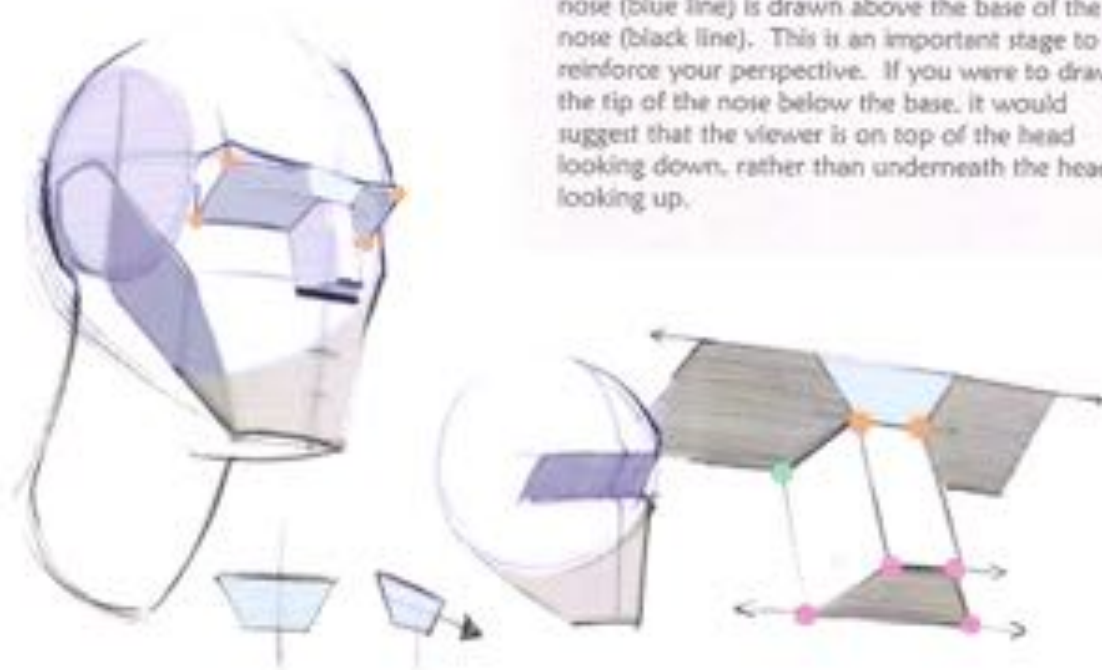 nose (blue line) is drawn above the base of the
nose (black line). This is an important stage to
reinforce your perspective. If you were to draw
the tip of the nose below the base, it would
suggest that the viewer is on top of the head
looking down, rather than underneath the head
looking up.